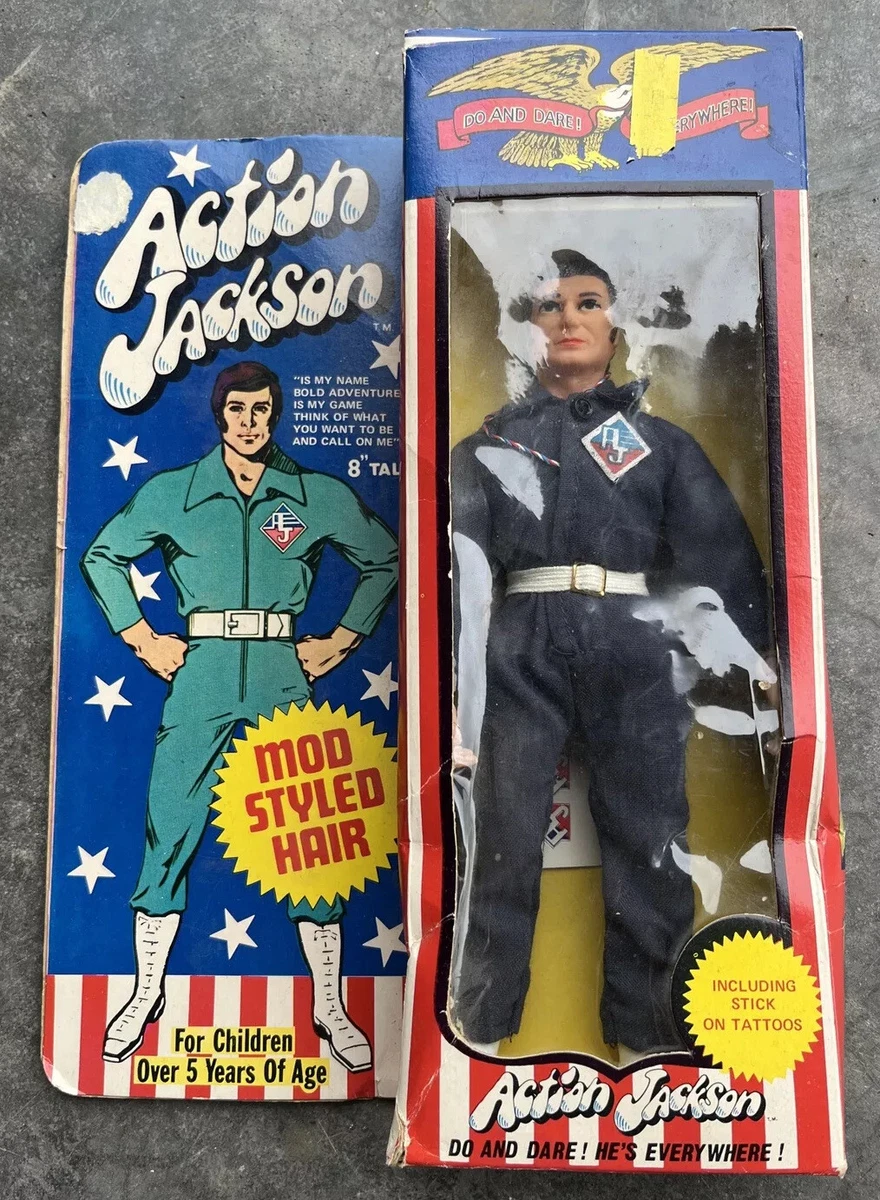 Action
Jackson
T.M.
"IS MY NAME
BOLD ADVENTURE
IS MY GAME
THINK OF WHAT
YOU WANT TO BE
AND CALL ON ME"
8" TAL
AJ
MOD
STYLED
HAIR
For Children
Over 5 Years Of Age
DO AND DARE! ERYWHERE!
AJ
INCLUDING
STICK
ON TATTOOS
Action Jackson T.M.
DO AND DARE! HE'S EVERYWHERE!